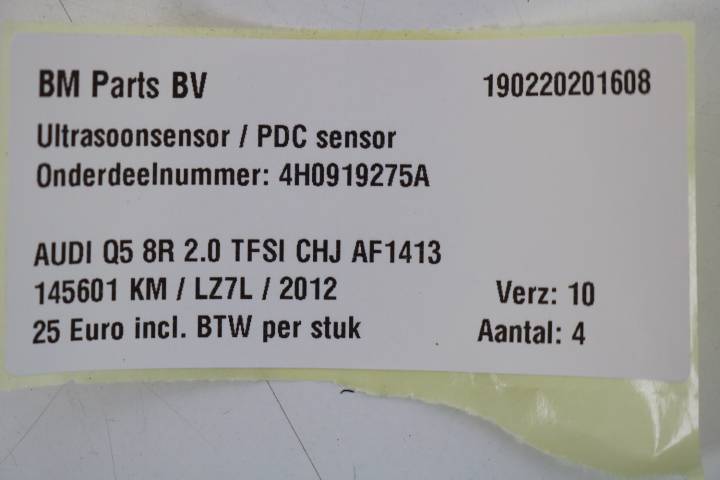 BM Parts BV 190220201608
Ultrasoonsensor / PDC sensor
Onderdeelnummer: 4H0919275A
AUDI Q5 8R 2.0 TFSI CHJ AF1413
145601 KM / LZ7L / 2012 Verz: 10
25 Euro incl. BTW per stuk Aantal: 4